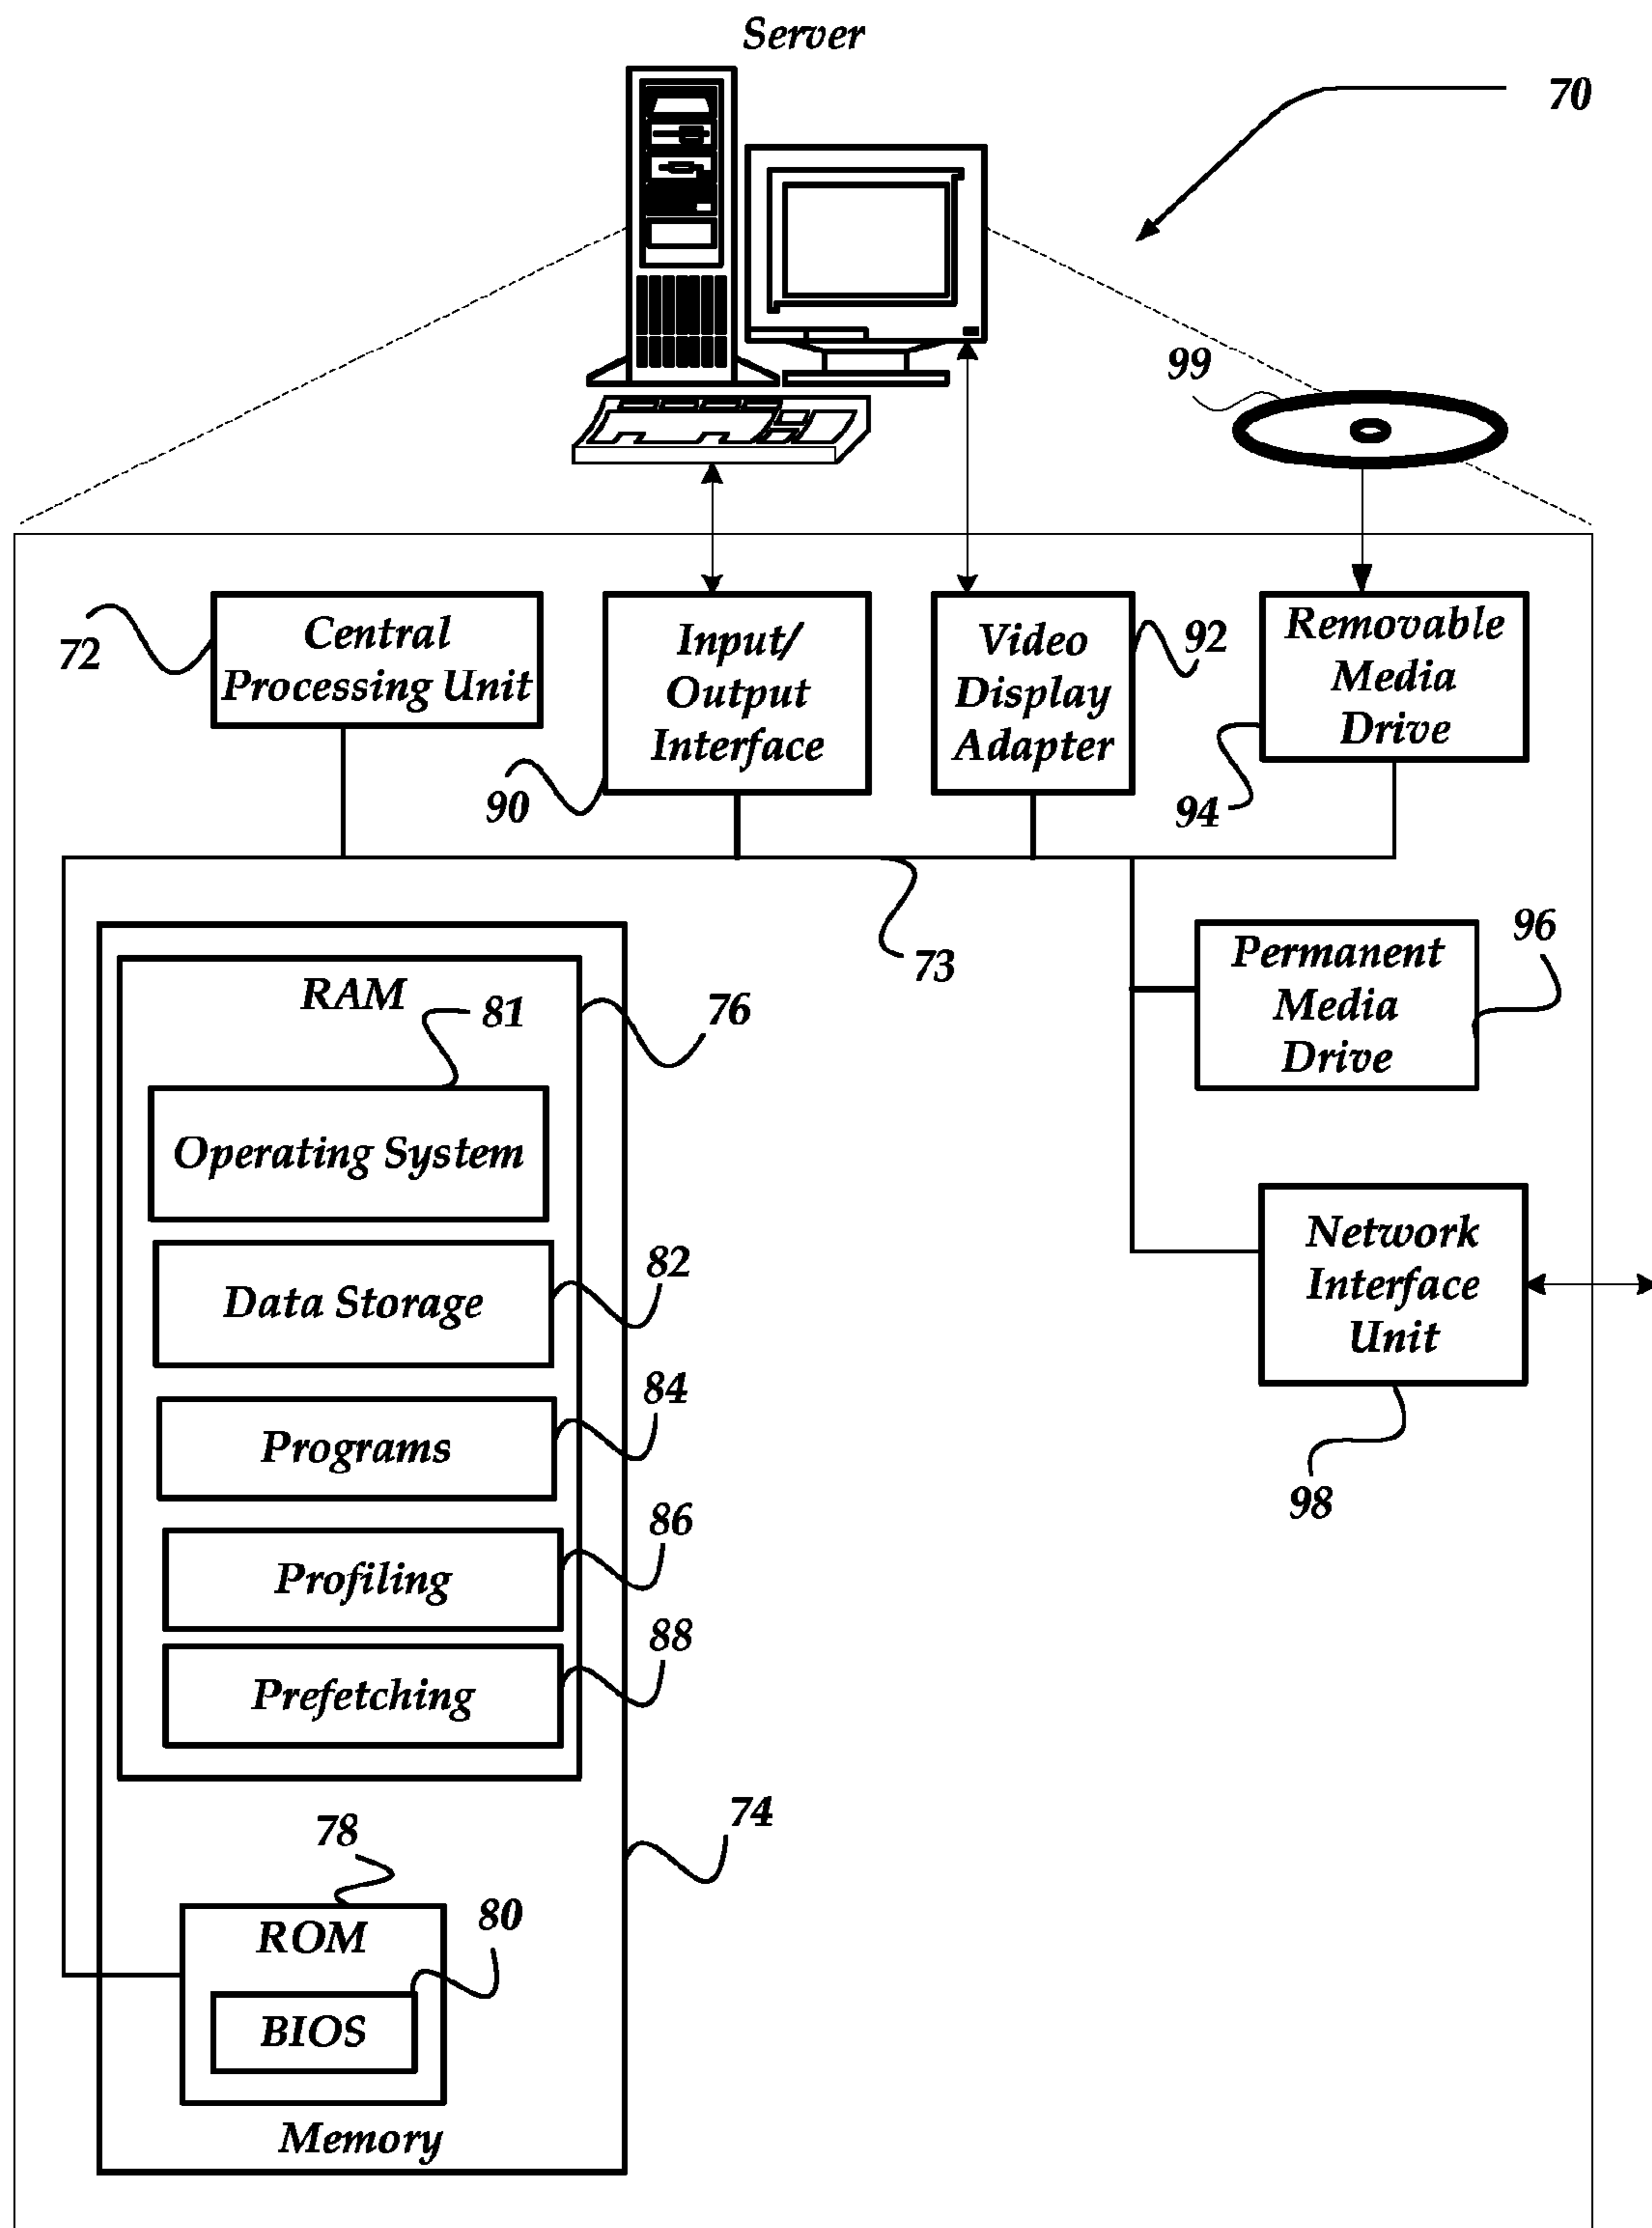 Server
70
99
Central
Processing Unit
72
Input/
Output
Interface
90
Video
Display
Adapter
92
Removable
Media
Drive
94
73
Permanent
Media
Drive
96
RAM
81
76
Operating System
Data Storage
82
Programs
84
Profiling
86
Prefetching
88
Network
Interface
Unit
98
74
78
ROM
80
BIOS
Memory